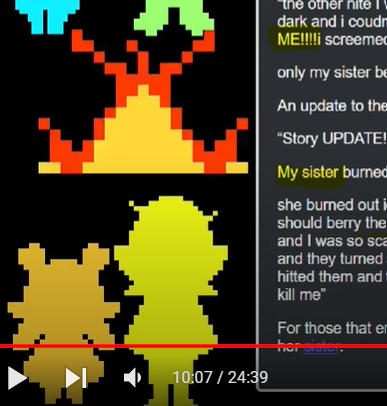 "the other nite I
dark and i coudn
ME!!!!i screemed
only my sister be
An update to the
"Story UPDATE!
My sister burned
she burned out i
should berry the
and I was so sca
and they turned
hitted them and
kill me"
For those that en
her sister.
10:07 / 24:39